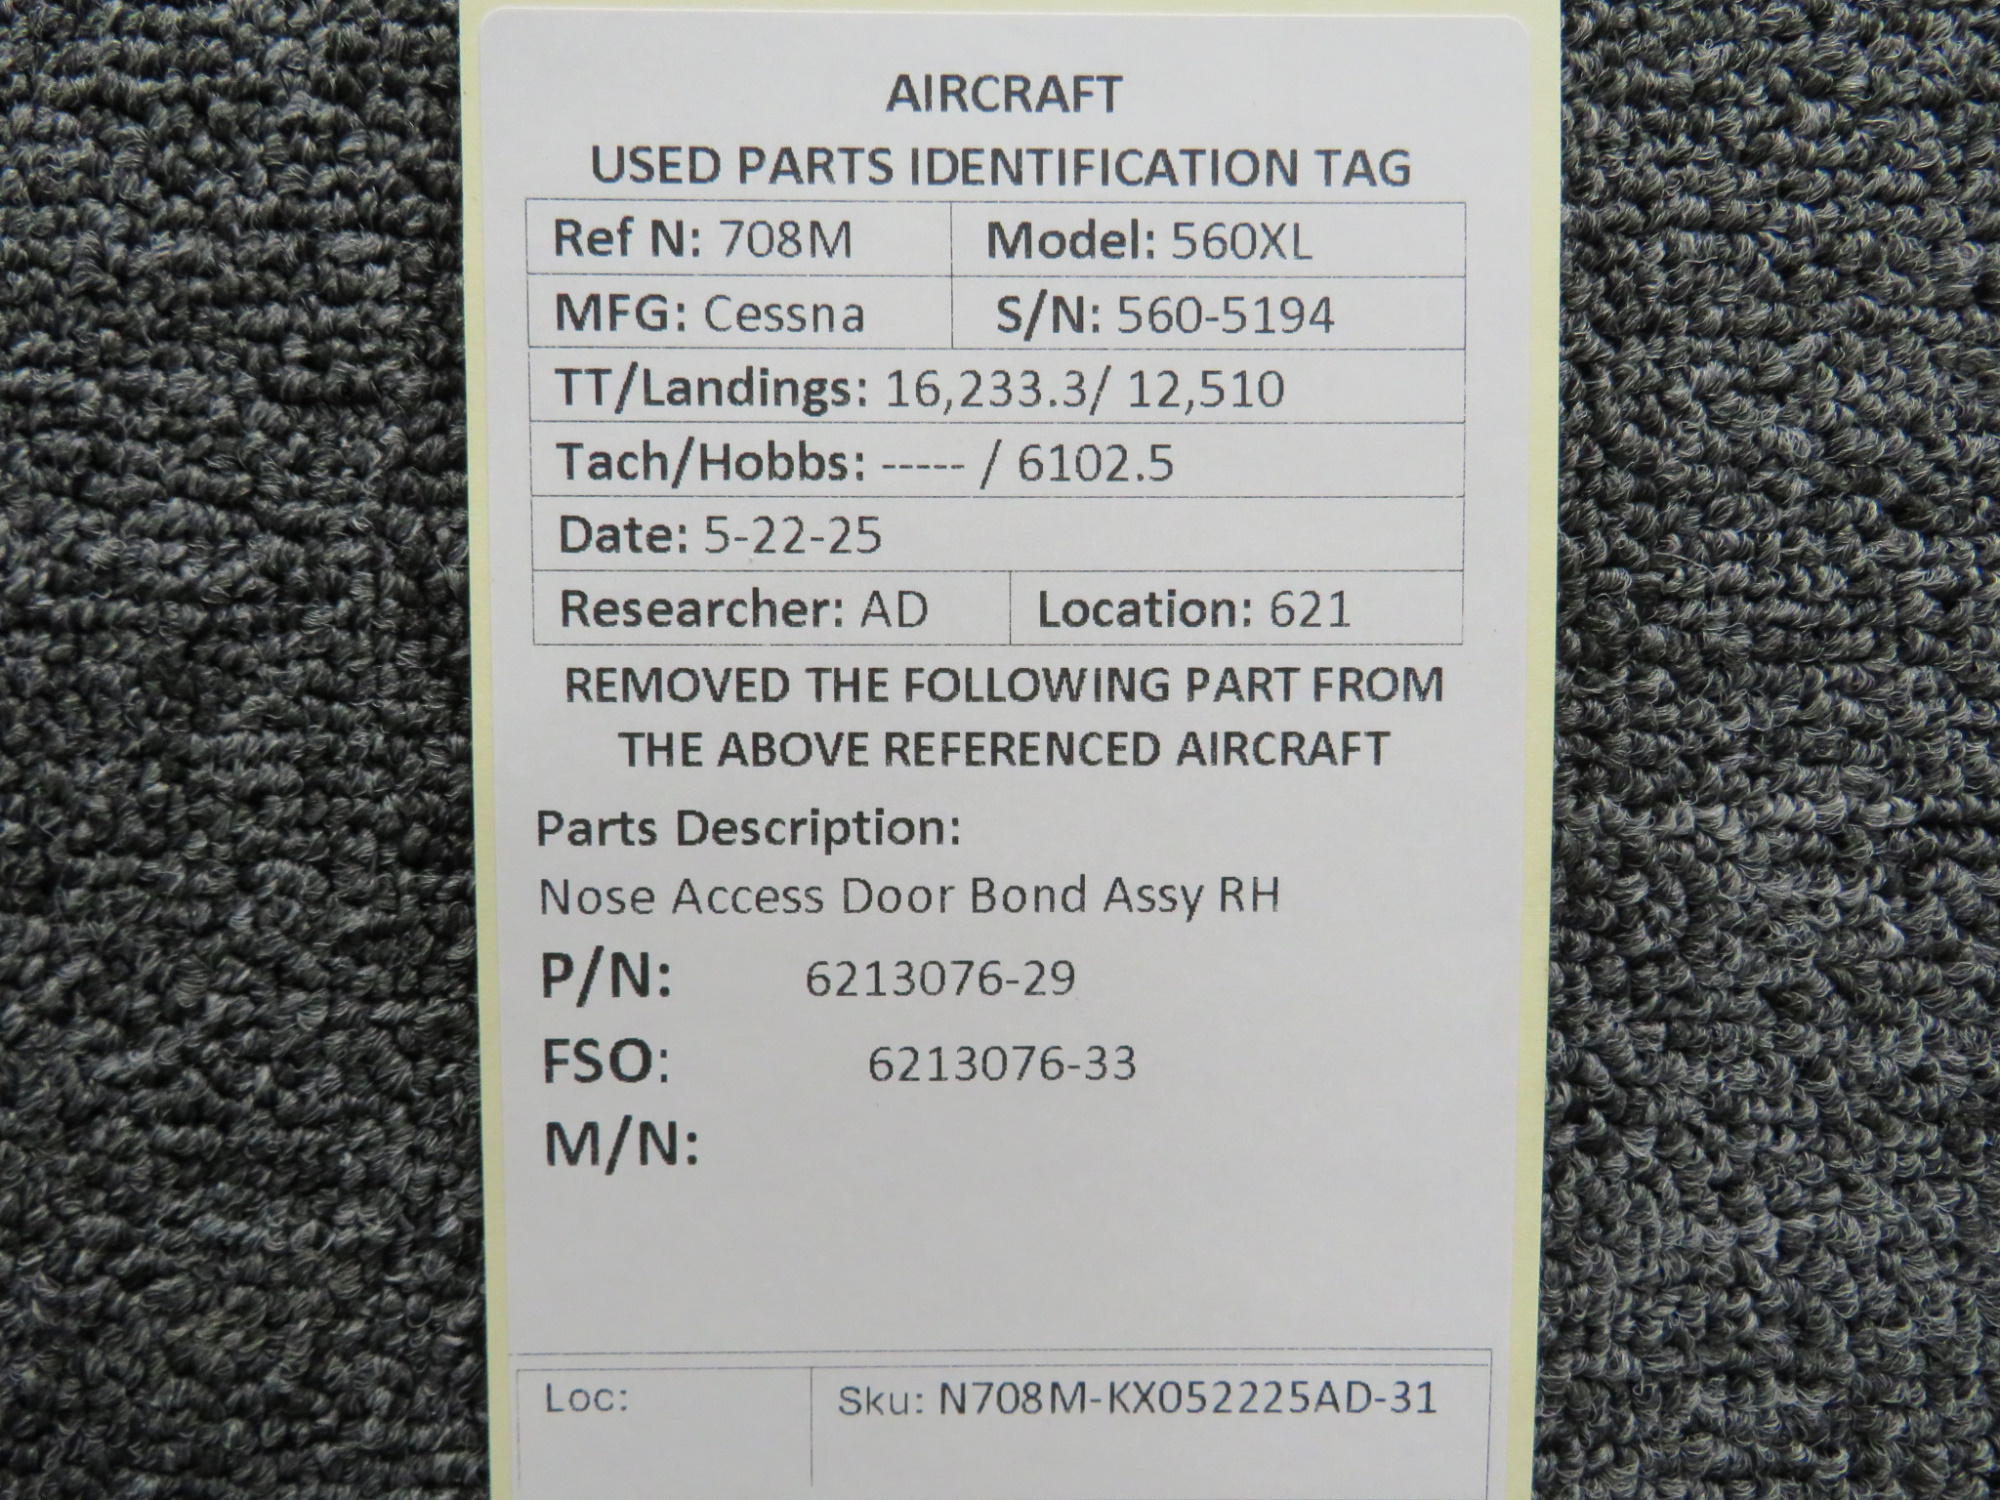 AIRCRAFT
USED PARTS IDENTIFICATION TAG
Ref N: 708M Model: 560XL
MFG: Cessna S/N: 560-5194
TT/Landings: 16,233.3/ 12,510
Tach/Hobbs: ----- / 6102.5
Date: 5-22-25
Researcher: AD Location: 621
REMOVED THE FOLLOWING PART FROM
THE ABOVE REFERENCED AIRCRAFT
Parts Description:
Nose Access Door Bond Assy RH
P/N: 6213076-29
FSO: 6213076-33
M/N:
Loc: Sku: N708M-KX052225AD-31